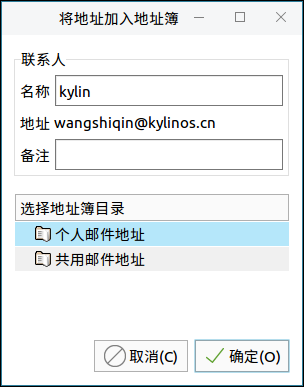 将地址加入地址簿
联系人
名称 kylin
地址 wangshiqin@kylinos.cn
备注
选择地址簿目录
个人邮件地址
共用邮件地址
取消(C) 确定(O)